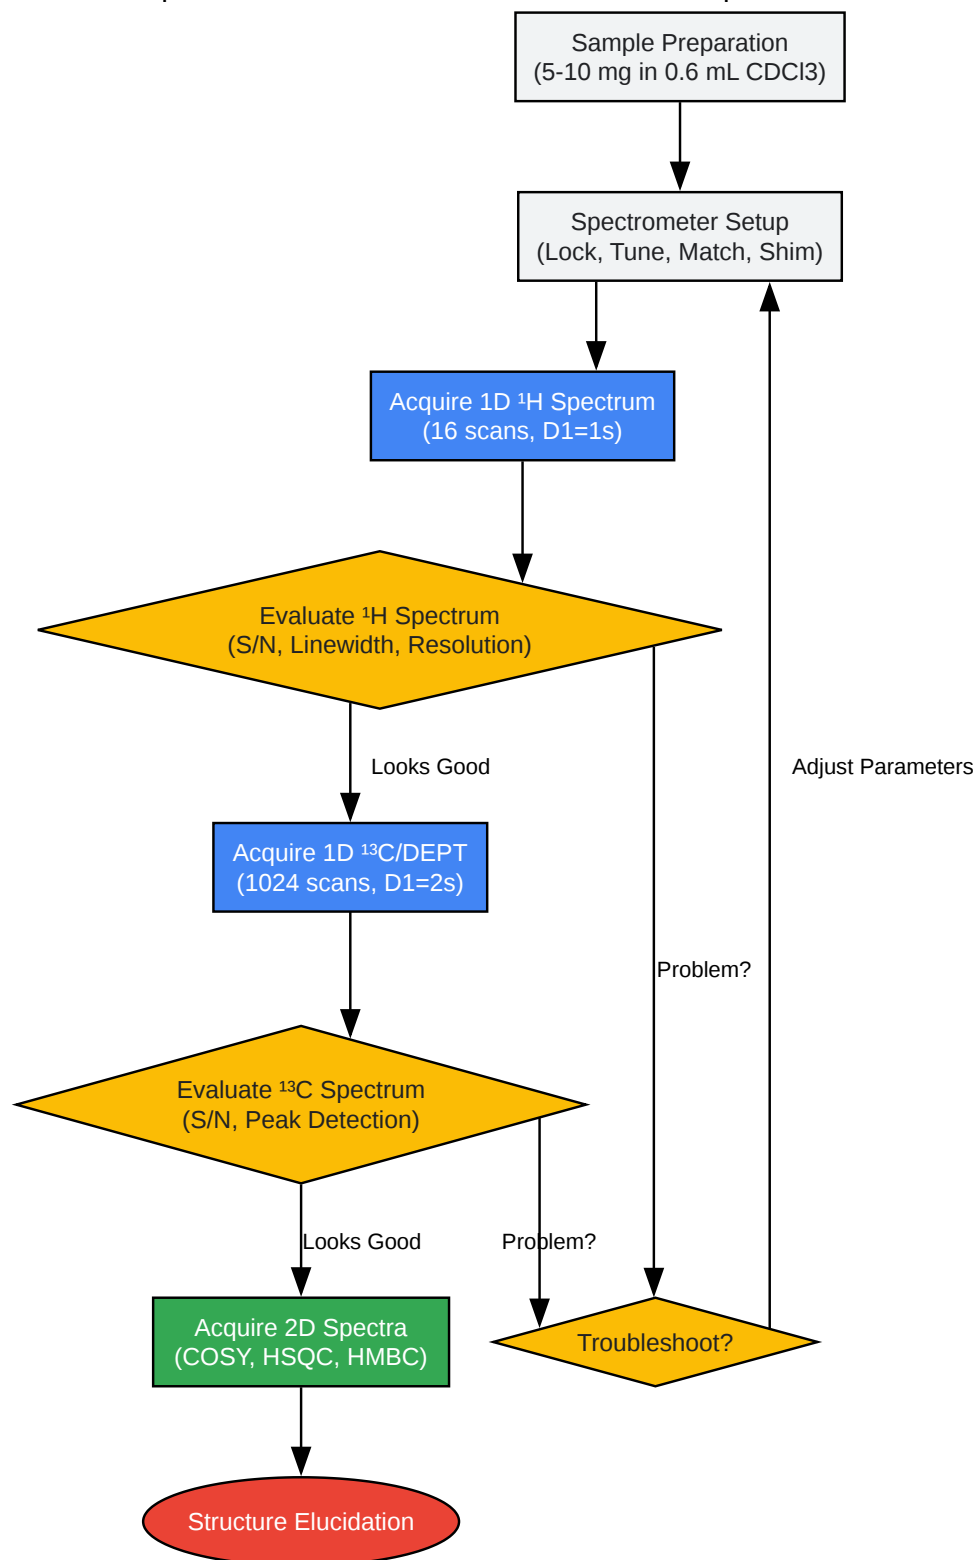 Sample Preparation
(5-10 mg in 0.6 mL CDCl3)
Spectrometer Setup
(Lock, Tune, Match, Shim)
Acquire 1D ¹H Spectrum
(16 scans, D1=1s)
Evaluate ¹H Spectrum
(S/N, Linewidth, Resolution)
Looks Good
Adjust Parameters
Acquire 1D ¹³C/DEPT
(1024 scans, D1=2s)
Problem?
Evaluate ¹³C Spectrum
(S/N, Peak Detection)
Looks Good
Problem?
Acquire 2D Spectra
(COSY, HSQC, HMBC)
Troubleshoot?
Structure Elucidation